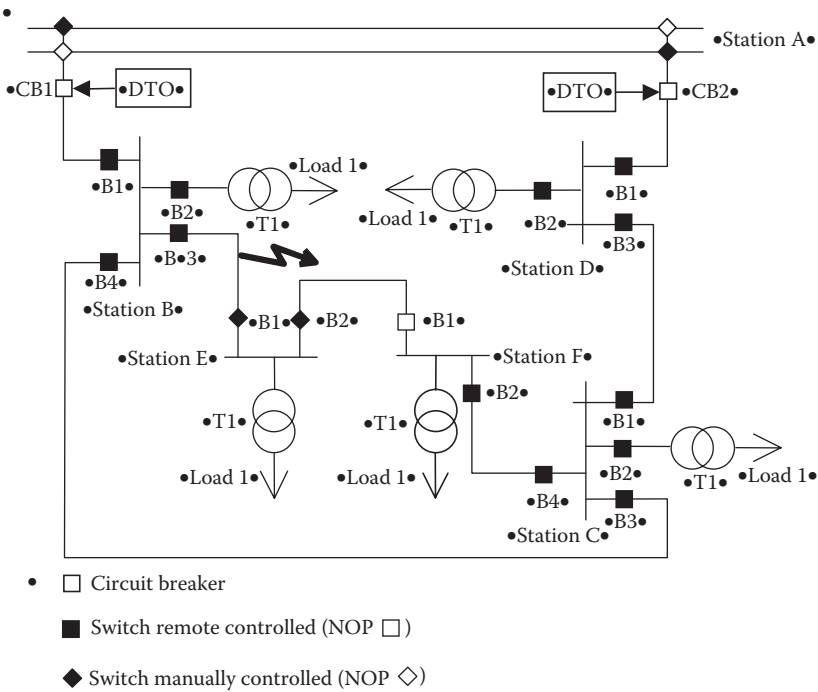 •
•Station A•
•CB1
•DTO•
•DTO•
•CB2•
•Load 1•
•B1•
•B2•
•T1•
•Load 1•
•T1•
•B2•
•B1•
•B•3•
•B3•
•Station D•
•B4•
•Station B•
•B1•
•B2•
•B1•
•Station E•
•Station F•
•B2•
•T1•
•T1•
•B1•
•Load 1•
•Load 1•
•B4•
•B2•
•T1•
•Load 1•
•B3•
•Station C•
• Circuit breaker
Switch remote controlled (NOP )
Switch manually controlled (NOP )